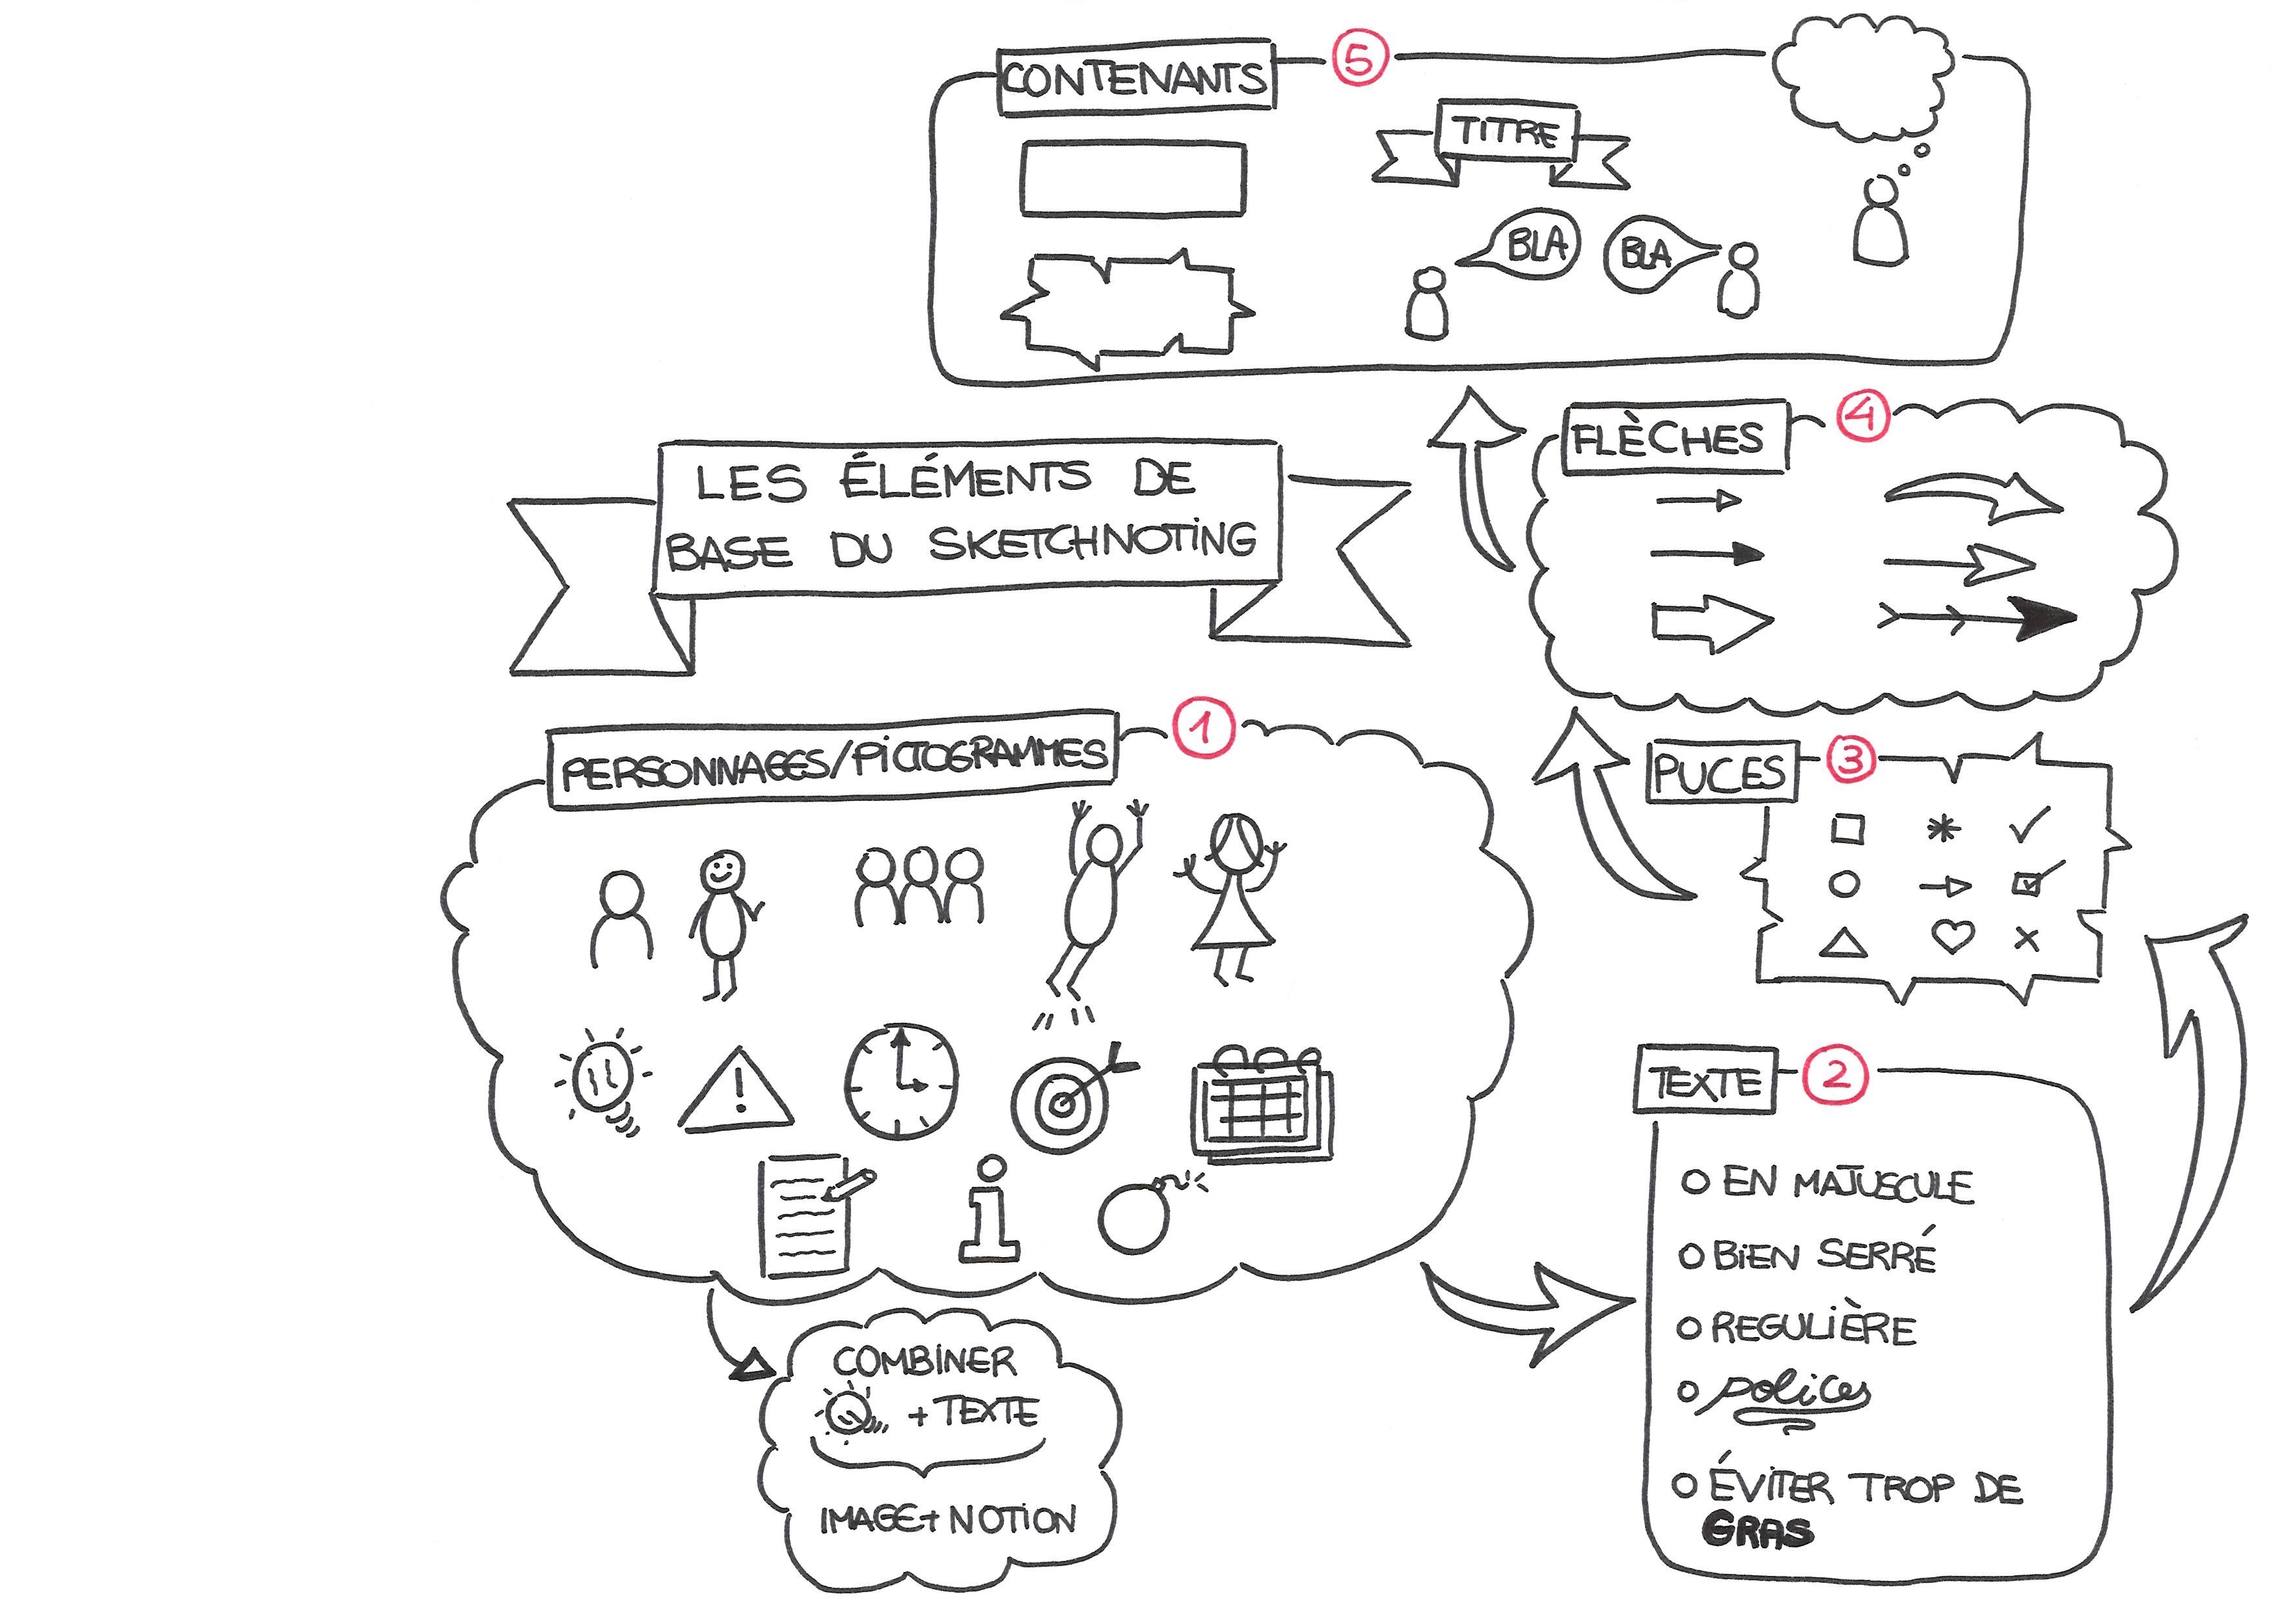 LES ÉLÉMENTS DE
BASE DU SKETCHNOTING
PERSONNAGES/PICTOGRAMMES
1
!
COMBINER
+ TEXTE
IMAGE + NOTION
TEXTE
2
EN MAJUSCULE
BIEN SERRÉ
REGULIÈRE
polices
ÉVITER TROP DE
GRAS
PUCES
3
FLÈCHES
4
CONTENANTS
5
TITRE
BLA
BLA